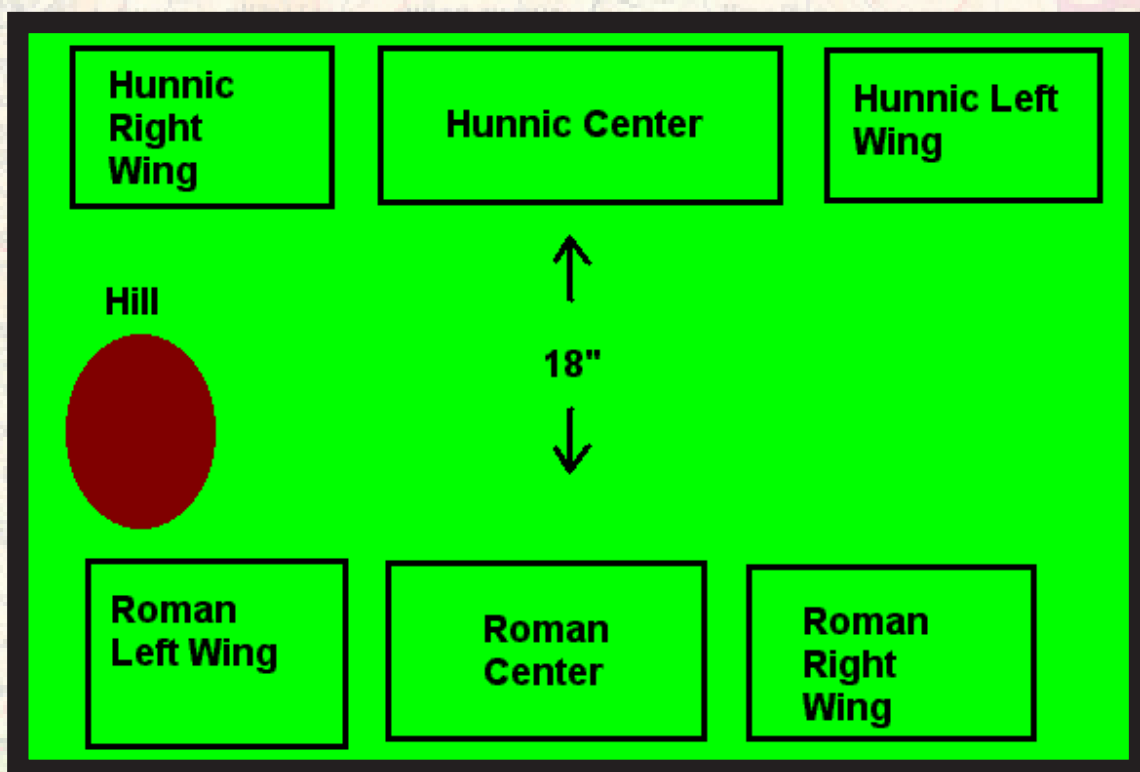 Hunnic
Right
Wing
Hunnic Center
Hunnic Left
Wing
Hill
18"
Roman
Left Wing
Roman
Center
Roman
Right
Wing